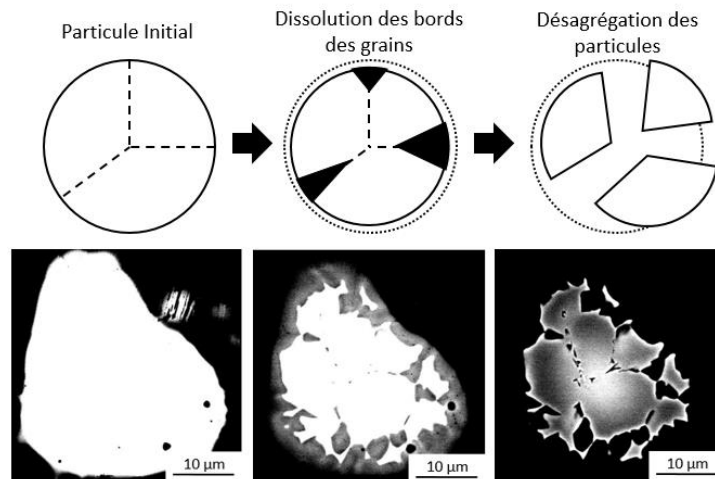 Particule Initial
Dissolution des bords
des grains
Désagrégation des
particules
10 µm
10 µm
10 µm